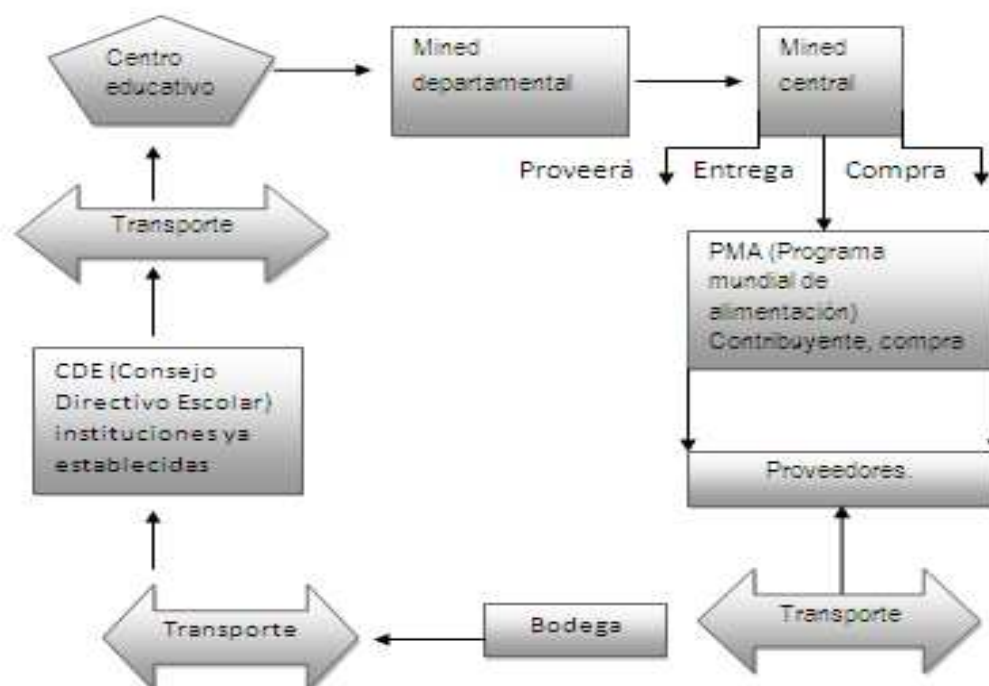 Centro
educativo
Mined
departamental
Mined
central
Proveerá
Entrega
Compra
Transporte
PMA (Programa
mundial de
alimentación)
Contribuyente, compra
CDE (Consejo
Directivo Escolar)
instituciones ya
establecidas
Proveedores.
Transporte
Bodega
Transporte